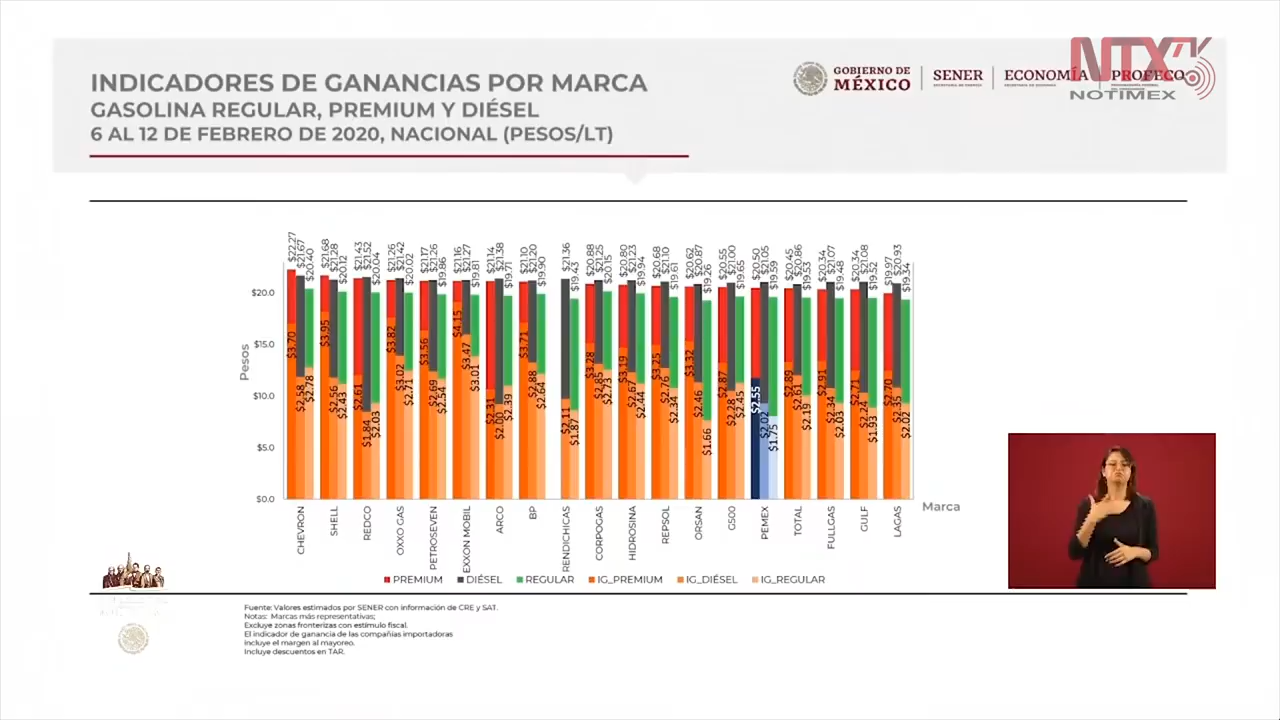 INDICADORES DE GANANCIAS POR MARCA
GASOLINA REGULAR, PREMIUM Y DIÉSEL
6 AL 12 DE FEBRERO DE 2020, NACIONAL (PESOS/LT)
GOBIERNO DE
MÉXICO
SENER
ECONOMÍA
PROFECO
NTX TV
NOTIMEX
$22.27 $21.67 $20.40 $21.68 $21.28 $20.12 $21.43 $21.52 $20.04 $21.26 $21.42 $20.02 $21.17 $21.26 $19.86 $21.16 $21.27 $19.81 $21.14 $21.38 $19.71 $21.10 $21.20 $19.90 $21.36 $19.43 $20.88 $21.25 $20.15 $20.80 $21.23 $19.94 $20.68 $21.10 $19.61 $20.62 $20.87 $19.26 $20.55 $21.00 $19.65 $20.50 $21.05 $19.59 $20.45 $20.86 $19.53 $20.34 $21.07 $19.48 $20.34 $21.08 $19.52 $19.97 $20.93 $19.34
Pesos
$20.0
$15.0
$10.0
$5.0
$0.0
$3.70 $2.58 $2.78 $3.95 $2.56 $2.43 $2.61 $1.84 $2.03 $3.82 $3.02 $2.71 $3.56 $2.69 $2.54 $4.15 $3.47 $3.01 $2.31 $2.00 $2.39 $3.71 $2.88 $2.64 $2.11 $1.87 $3.28 $2.85 $2.73 $3.19 $2.67 $2.44 $3.25 $2.76 $2.34 $3.32 $2.46 $1.66 $2.87 $2.28 $2.45 $2.55 $2.02 $1.75 $2.89 $2.61 $2.19 $2.91 $2.34 $2.03 $2.71 $2.24 $1.93 $2.70 $2.35 $2.02
CHEVRON SHELL REDCO OXXO GAS PETROSEVEN EXXON MOBIL ARCO BP RENDICHICAS CORPOGAS HIDROSINA REPSOL ORSAN G500 PEMEX TOTAL FULLGAS GULF LAGAS
Marca
PREMIUM DIÉSEL REGULAR IG_PREMIUM IG_DIÉSEL IG_REGULAR
Fuente: Valores estimados por SENER con información de CRE y SAT.
Notas: Marcas más representativas;
Excluye zonas fronterizas con estímulo fiscal.
El indicador de ganancia de las compañías importadoras
incluye el margen al mayoreo.
Incluye descuentos en TAR.